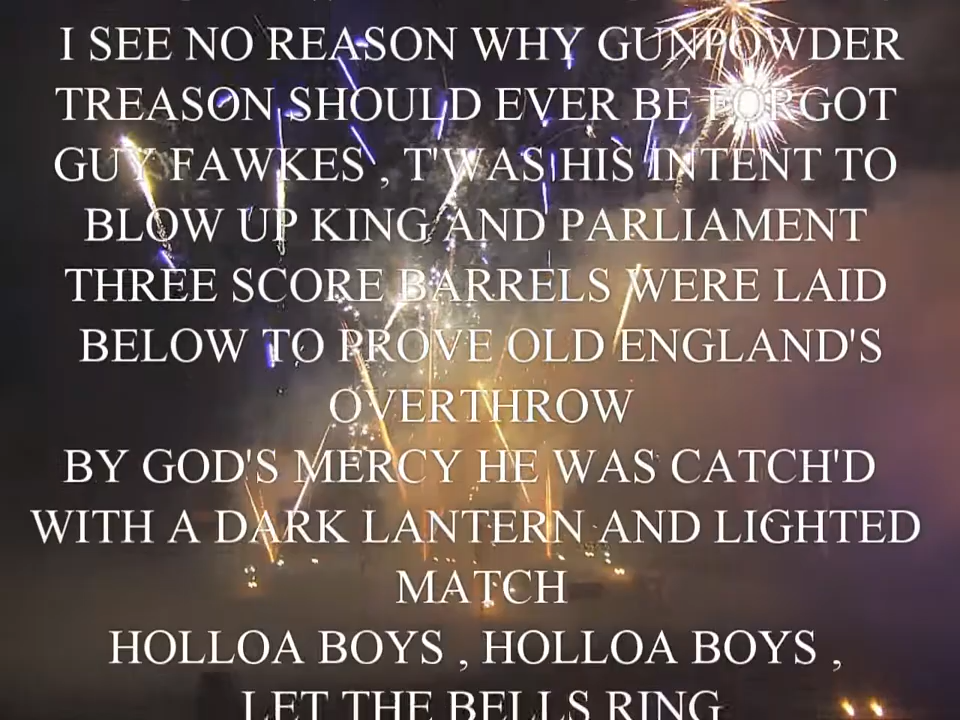 I SEE NO REASON WHY GUNPOWDER
TREASON SHOULD EVER BE FORGOT
GUY FAWKES , T'WAS HIS INTENT TO
BLOW UP KING AND PARLIAMENT
THREE SCORE BARRELS WERE LAID
BELOW TO PROVE OLD ENGLAND'S
OVERTHROW
BY GOD'S MERCY HE WAS CATCH'D
WITH A DARK LANTERN AND LIGHTED
MATCH
HOLLOA BOYS , HOLLOA BOYS ,
LET THE BELLS RING